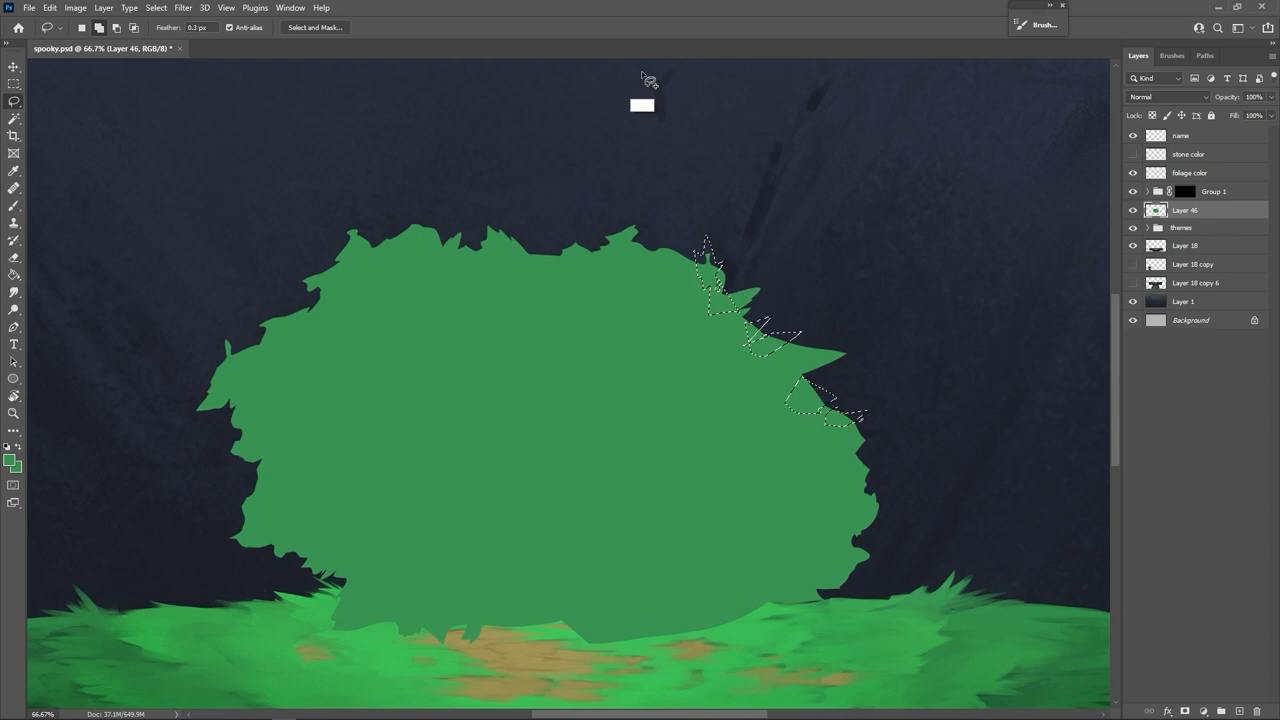 Ps File Edit Image Layer Type Select Filter 3D View Plugins Window Help
Brush...
Feather: 0.3 px Anti-alias Select and Mask...
spooky.psd @ 66.7% (Layer 46, RGB/8) *
Layers Brushes Paths
Kind
Normal Opacity: 100%
Lock: Fill: 100%
name
stone color
foliage color
Group 1
Layer 46
themes
Layer 18
Layer 18 copy
Layer 18 copy 6
Layer 1
Background
66.67% Doc: 37.1M/649.9M